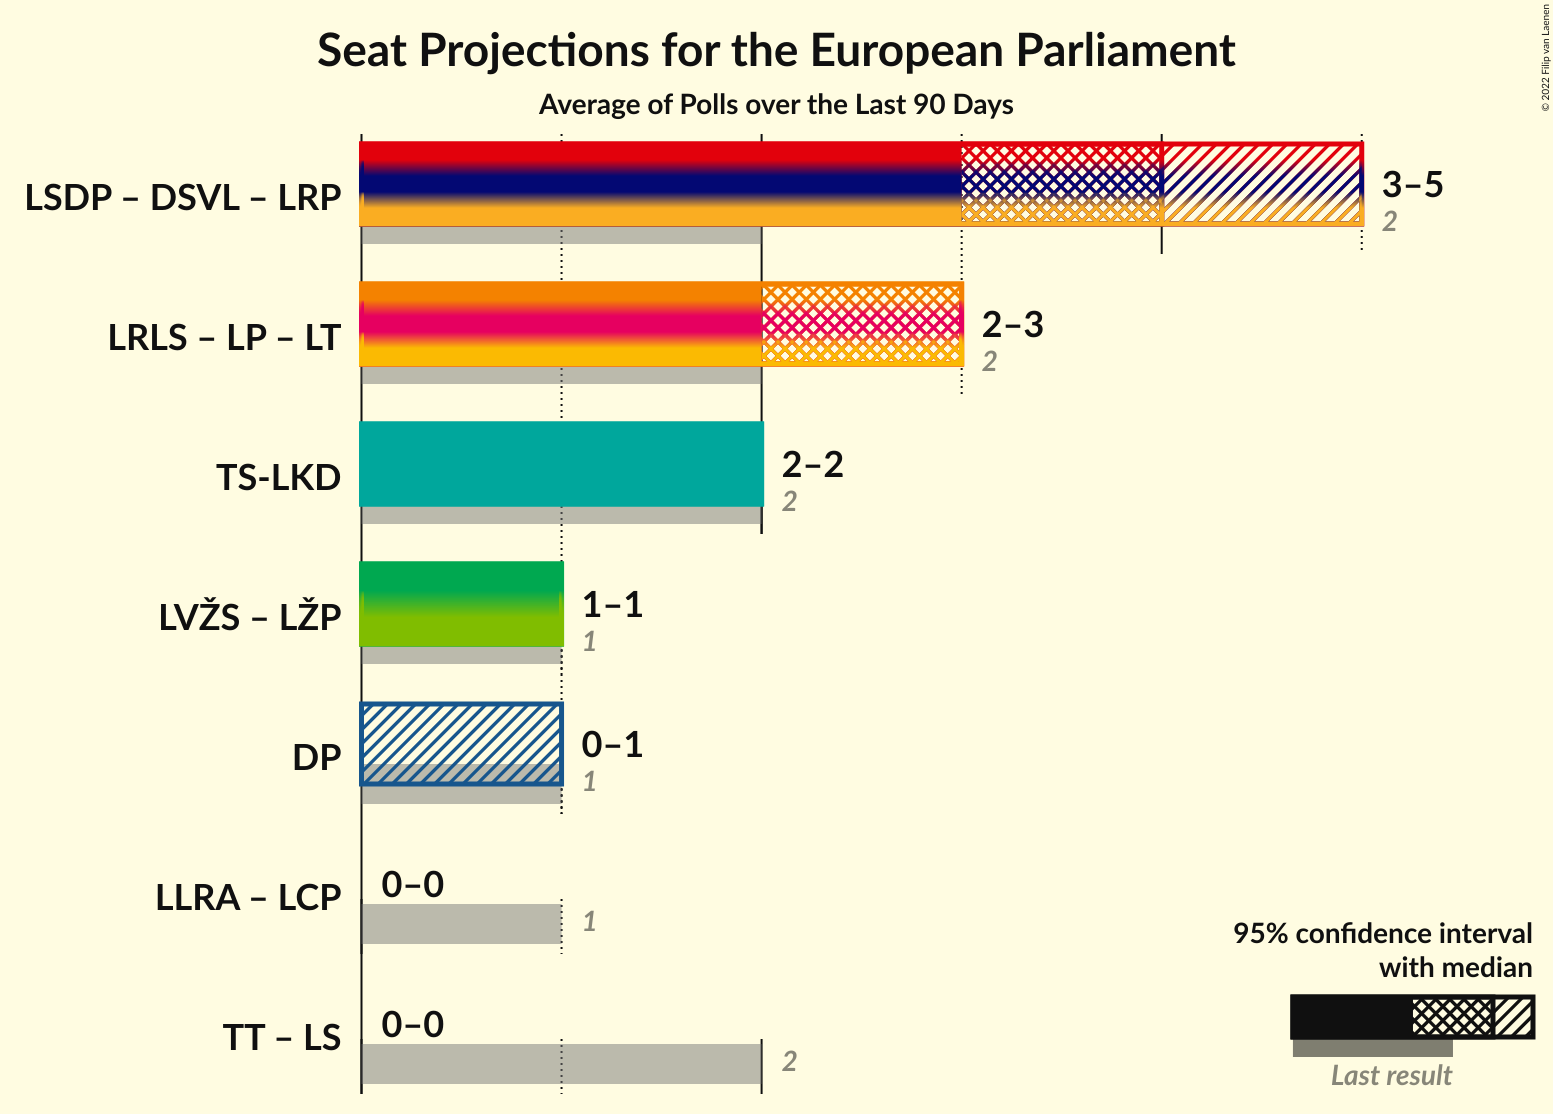 Seat Projections for the European Parliament
Average of Polls over the Last 90 Days
© 2022 Filip van Laenen
LSDP – DSVL – LRP
3–5
2
LRLS – LP – LT
2–3
2
TS-LKD
2–2
2
LVŽS – LŽP
1–1
1
DP
0–1
1
LLRA – LCP
0–0
1
TT – LS
0–0
2
95% confidence interval
with median
Last result